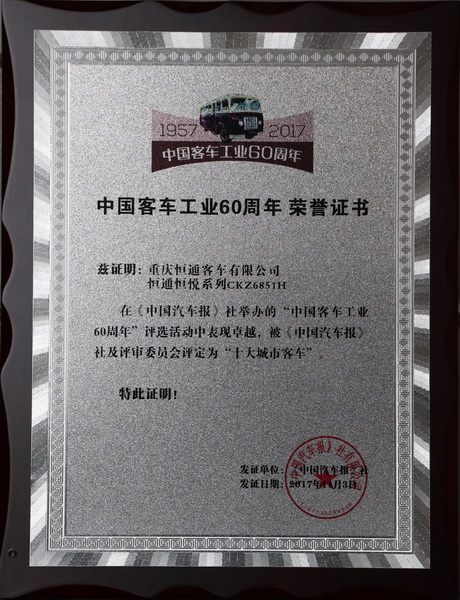 1957 2017
中国客车工业60周年
中国客车工业60周年 荣誉证书
兹证明：重庆恒通客车有限公司
恒通恒悦系列CKZ6851H
在《中国汽车报》社举办的“中国客车工业
60周年”评选活动中表现卓越，被《中国汽车报》
社及评审委员会评定为“十大城市客车”。
特此证明！
发证单位：《中国汽车报》社
发证日期：2017年11月3日